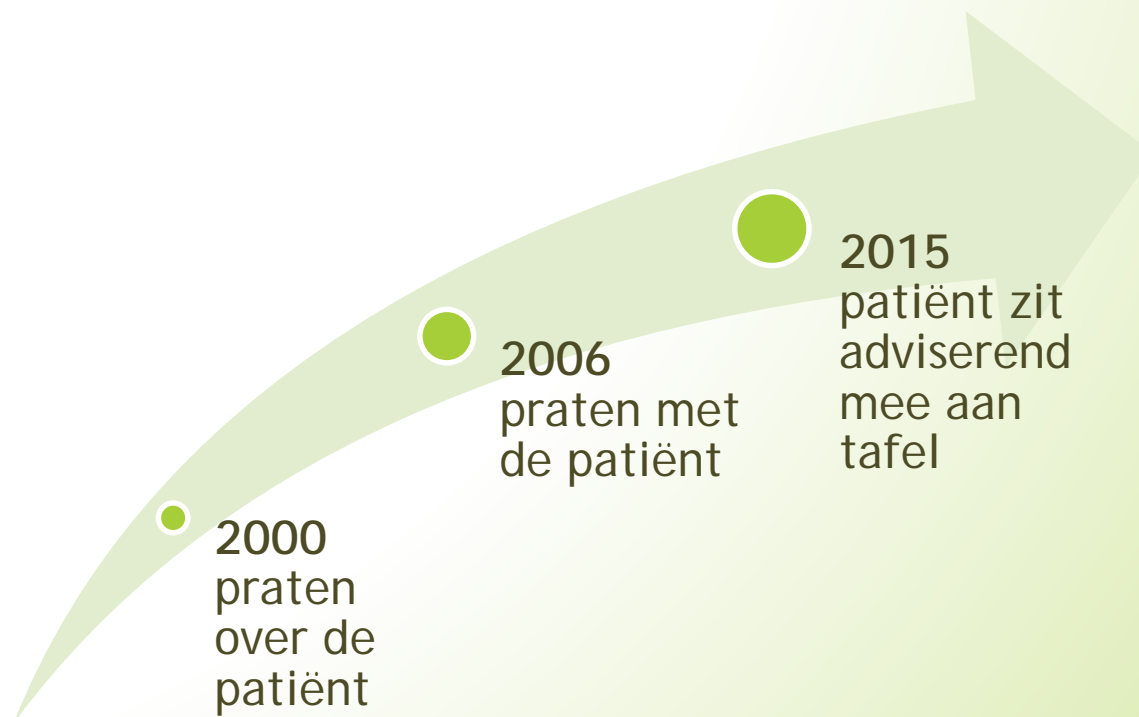 2000
praten
over de
patiënt
2006
praten met
de patiënt
2015
patiënt zit
adviserend
mee aan
tafel